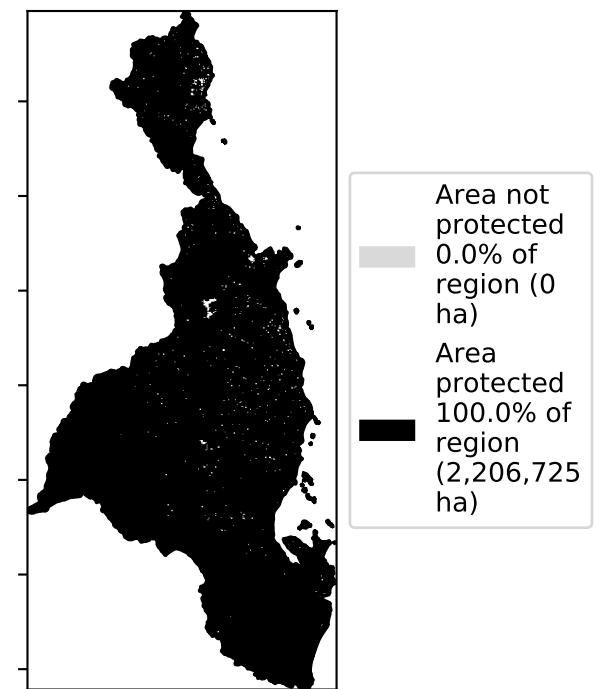 Area not
protected
0.0% of
region (0
ha)
Area
protected
100.0% of
region
(2,206,725
ha)